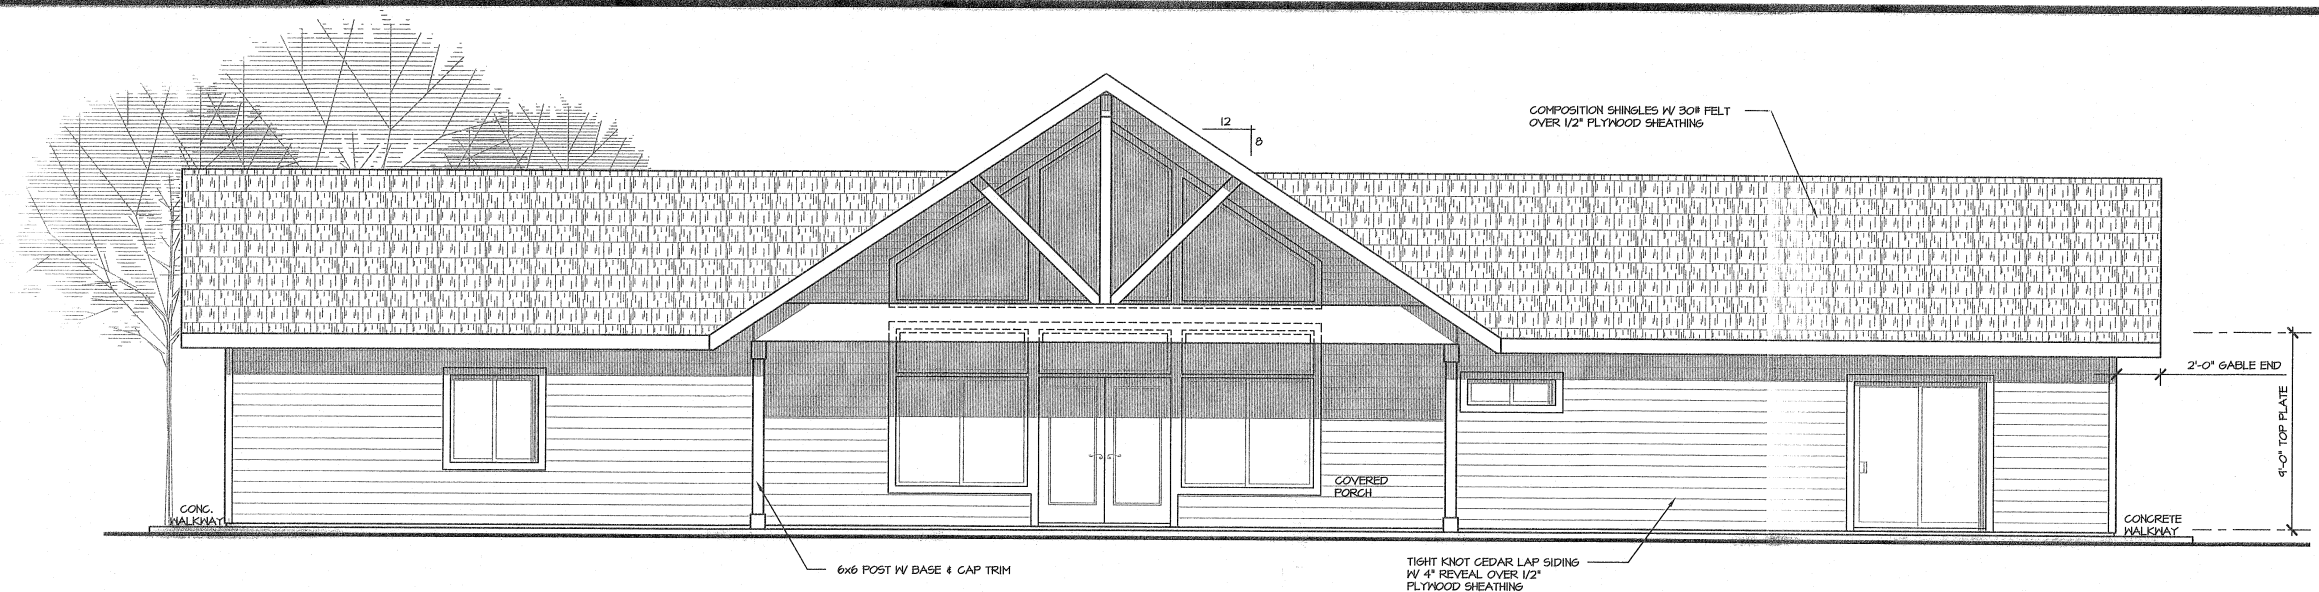 COMPOSITION SHINGLES W/ 30# FELT
OVER 1/2" PLYWOOD SHEATHING
12
8
2'-0" GABLE END
9'-0" TOP PLATE
COVERED
PORCH
CONC.
WALKWAY
CONCRETE
WALKWAY
6x6 POST W/ BASE & CAP TRIM
TIGHT KNOT CEDAR LAP SIDING
W/ 4" REVEAL OVER 1/2"
PLYWOOD SHEATHING